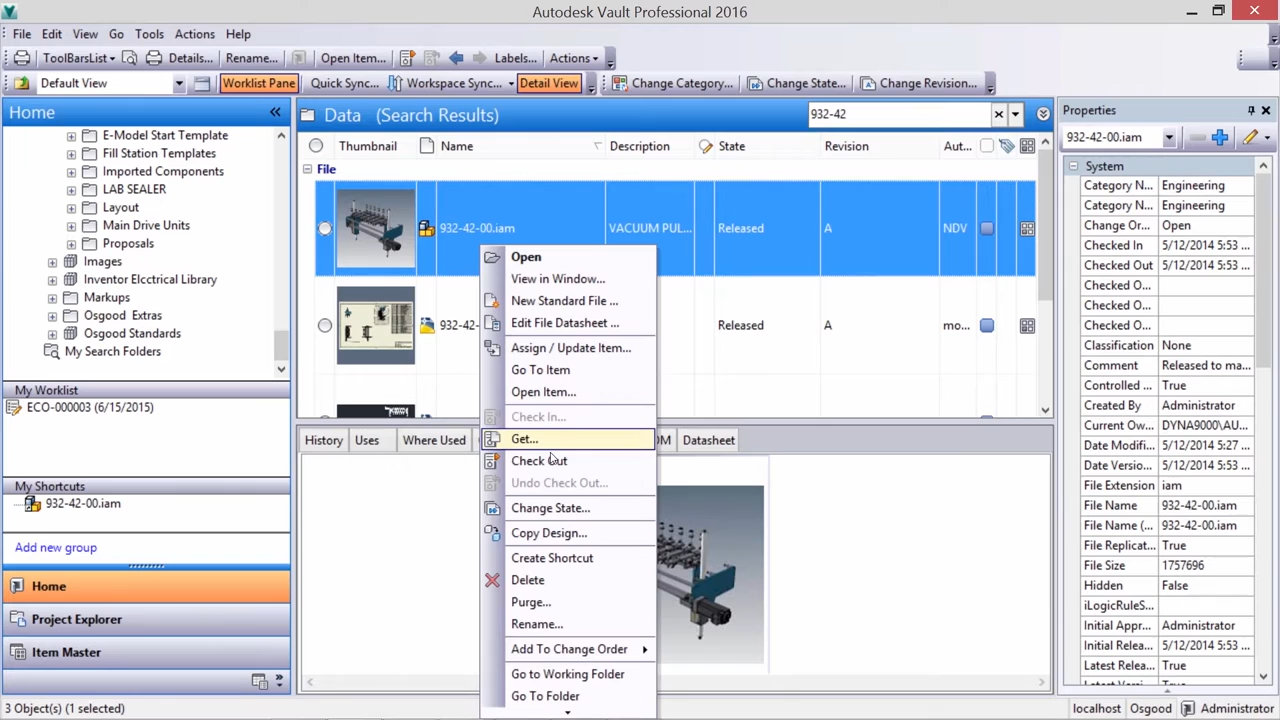 Autodesk Vault Professional 2016
File Edit View Go Tools Actions Help
ToolBarsList Details... Rename... Open Item... Labels... Actions
Default View Worklist Pane Quick Sync... Workspace Sync... Detail View Change Category... Change State... Change Revision...
Home
E-Model Start Template
Fill Station Templates
Imported Components
LAB SEALER
Layout
Main Drive Units
Proposals
Images
Inventor Elcctrical Library
Markups
Osgood Extras
Osgood Standards
My Search Folders
My Worklist
ECO-000003 (6/15/2015)
My Shortcuts
932-42-00.iam
Add new group
Home
Project Explorer
Item Master
Data (Search Results) 932-42
Thumbnail Name Description State Revision Aut...
File
932-42-00.iam VACUUM PUL... Released A NDV
932-42- Released A mo...
Open
View in Window...
New Standard File ...
Edit File Datasheet ...
Assign / Update Item...
Go To Item
Open Item...
Check In...
Get...
Check Out
Undo Check Out...
Change State...
Copy Design...
Create Shortcut
Delete
Purge...
Rename...
Add To Change Order
Go to Working Folder
Go To Folder
History Uses Where Used OM Datasheet
Properties
932-42-00.iam
System
Category N... Engineering
Category N... Engineering
Change Or... Open
Checked In 5/12/2014 5:53 ...
Checked Out 5/12/2014 5:53 ...
Checked O...
Checked O...
Checked O...
Classification None
Comment Released to ma...
Controlled ... True
Created By Administrator
Current Ow... DYNA9000\AU...
Date Modifi... 5/12/2014 5:27 ...
Date Versio... 5/12/2014 5:53 ...
File Extension iam
File Name 932-42-00.iam
File Name (... 932-42-00.iam
File Replicat... True
File Size 1757696
Hidden False
iLogicRuleS...
Initial Appr... Administrator
Initial Relea... 5/12/2014 5:53 ...
Latest Relea... True
3 Object(s) (1 selected) localhost Osgood Administrator